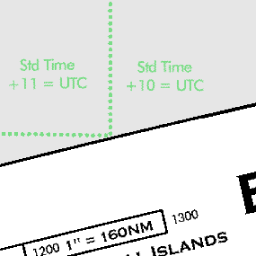 Std Time
+11 = UTC
Std Time
+10 = UTC
1200
1" = 160NM
1300
ISLANDS